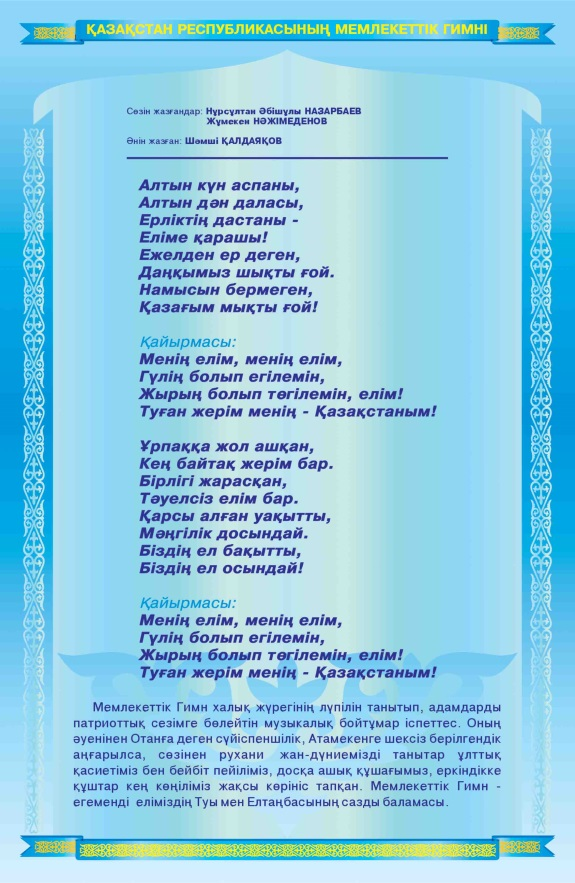 ҚАЗАҚСТАН РЕСПУБЛИКАСЫНЫҢ МЕМЛЕКЕТТІК ГИМНІ
Сөзін жазғандар: Нұрсұлтан Әбішұлы НАЗАРБАЕВ
Жұмекен НӘЖІМЕДЕНОВ
Әнін жазған: Шәмші ҚАЛДАЯҚОВ
Алтын күн аспаны,
Алтын дән даласы,
Ерліктің дастаны -
Еліме қарашы!
Ежелден ер деген,
Даңқымыз шықты ғой.
Намысын бермеген,
Қазағым мықты ғой!
Қайырмасы:
Менің елім, менің елім,
Гүлің болып егілемін,
Жырың болып төгілемін, елім!
Туған жерім менің - Қазақстаным!
Ұрпаққа жол ашқан,
Кең байтақ жерім бар.
Бірлігі жарасқан,
Тәуелсіз елім бар.
Қарсы алған уақытты,
Мәңгілік досындай.
Біздің ел бақытты,
Біздің ел осындай!
Қайырмасы:
Менің елім, менің елім,
Гүлің болып егілемін,
Жырың болып төгілемін, елім!
Туған жерім менің - Қазақстаным!
Мемлекеттік Гимн халық жүрегінің лүпілін танытып, адамдарды
патриоттық сезімге бөлейтін музыкалық бойтұмар іспеттес. Оның
әуенінен Отанға деген сүйіспеншілік, Атамекенге шексіз берілгендік
аңғарылса, сөзінен рухани жан-дүниемізді танытар ұлттық
қасиетіміз бен бейбіт пейіліміз, досқа ашық құшағымыз, еркіндікке
құштар кең көңіліміз жақсы көрініс тапқан. Мемлекеттік Гимн -
егеменді еліміздің Туы мен Елтаңбасының сазды баламасы.